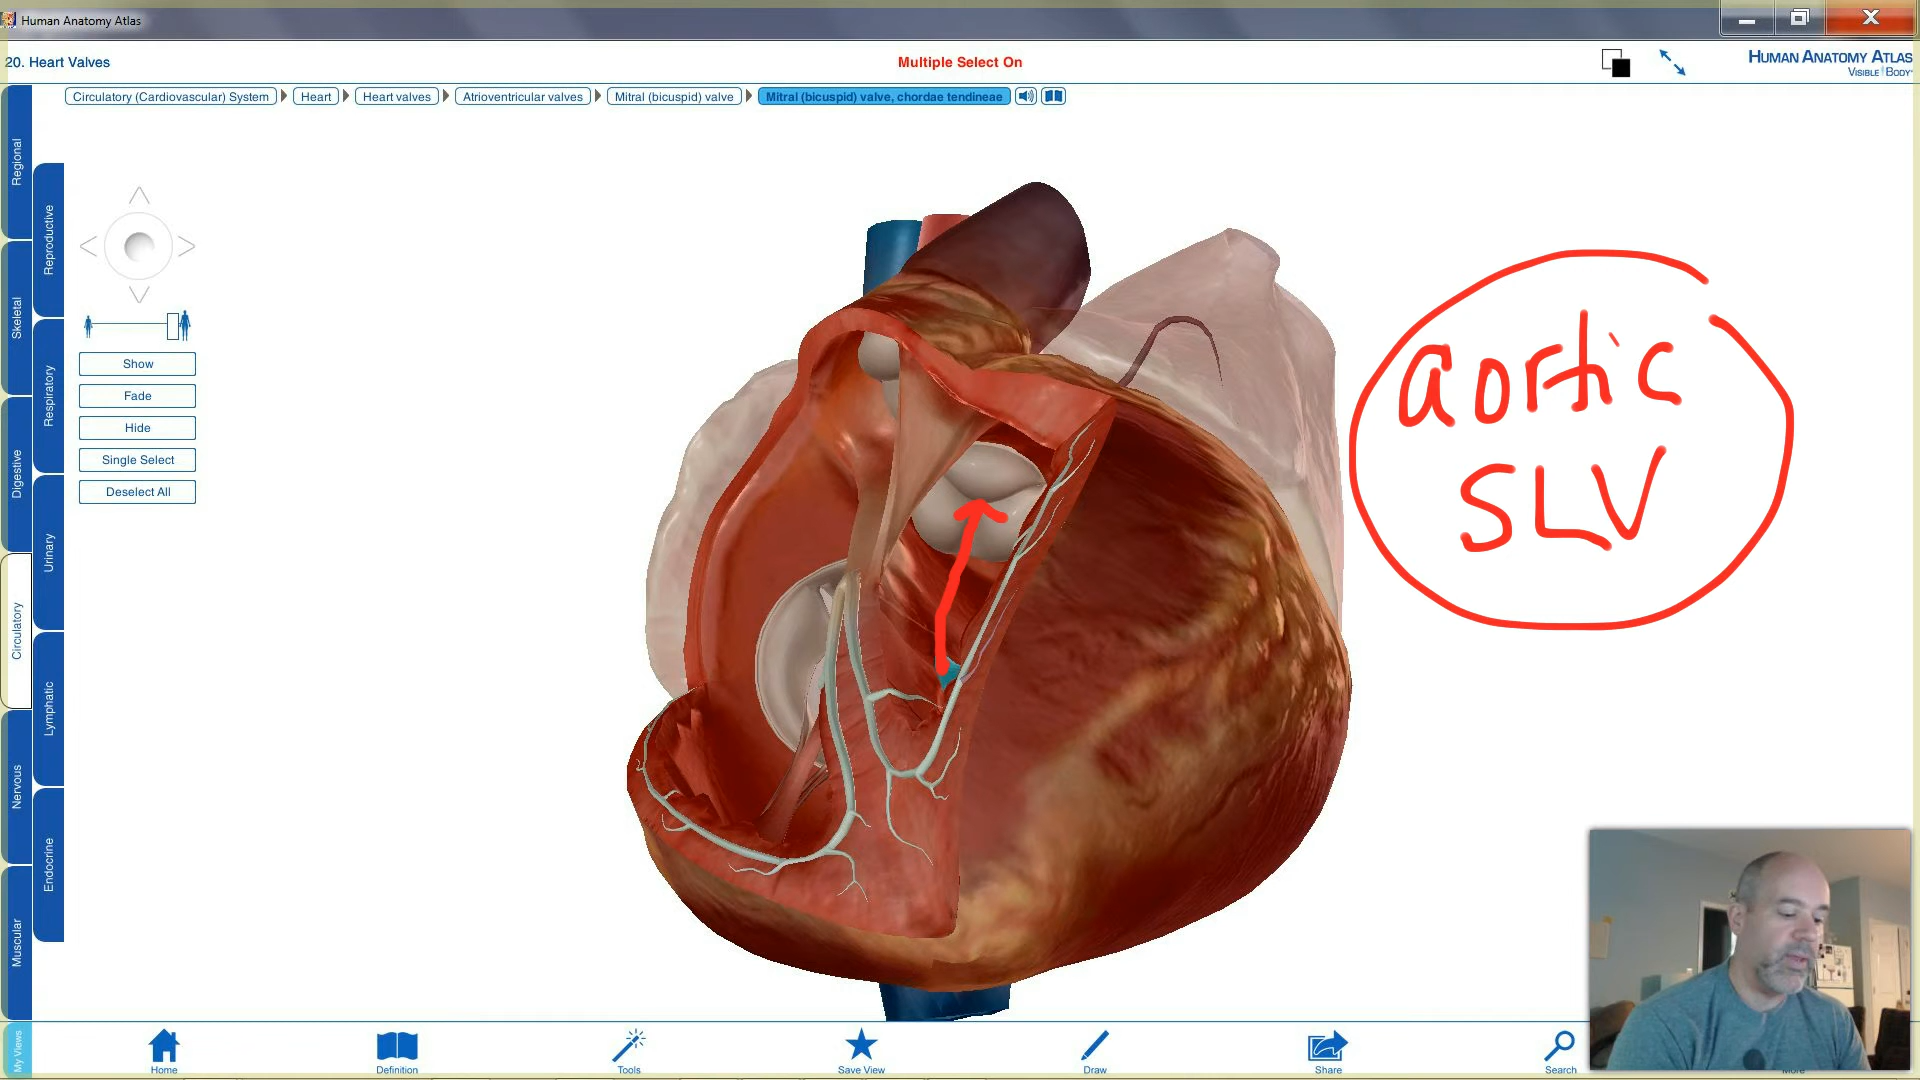 Human Anatomy Atlas
20. Heart Valves
Multiple Select On
HUMAN ANATOMY ATLAS
VISIBLE BODY
Circulatory (Cardiovascular) System
Heart
Heart valves
Atrioventricular valves
Mitral (bicuspid) valve
Mitral (bicuspid) valve, chordae tendineae
Regional
Skeletal
Digestive
Circulatory
Nervous
Muscular
My Views
Reproductive
Respiratory
Urinary
Lymphatic
Endocrine
Show
Fade
Hide
Single Select
Deselect All
aortic
SLV
Home
Definition
Tools
Save View
Draw
Share
Search
More